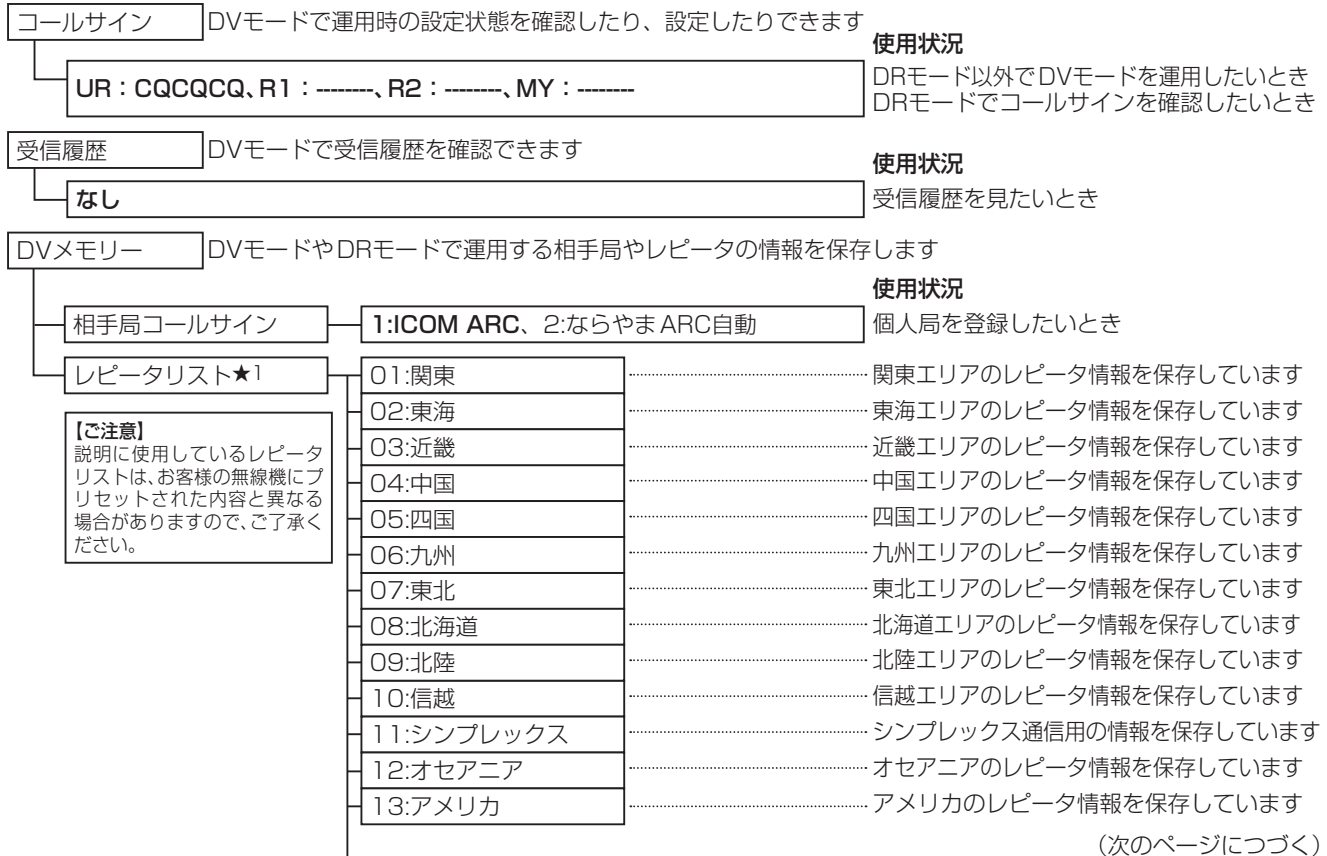 コールサイン DVモードで運用時の設定状態を確認したり、設定したりできます
使用状況
UR：CQCQCQ、R1：--------、R2：--------、MY：--------
DRモード以外でDVモードを運用したいとき
DRモードでコールサインを確認したいとき
受信履歴 DVモードで受信履歴を確認できます
使用状況
なし 受信履歴を見たいとき
DVメモリー DVモードやDRモードで運用する相手局やレピータの情報を保存します
使用状況
相手局コールサイン 1:ICOM ARC、2:ならやまARC自動 個人局を登録したいとき
レピータリスト★1
【ご注意】
説明に使用しているレピータ
リストは、お客様の無線機にプ
リセットされた内容と異なる
場合がありますので、ご了承く
ださい。
01:関東 関東エリアのレピータ情報を保存しています
02:東海 東海エリアのレピータ情報を保存しています
03:近畿 近畿エリアのレピータ情報を保存しています
04:中国 中国エリアのレピータ情報を保存しています
05:四国 四国エリアのレピータ情報を保存しています
06:九州 九州エリアのレピータ情報を保存しています
07:東北 東北エリアのレピータ情報を保存しています
08:北海道 北海道エリアのレピータ情報を保存しています
09:北陸 北陸エリアのレピータ情報を保存しています
10:信越 信越エリアのレピータ情報を保存しています
11:シンプレックス シンプレックス通信用の情報を保存しています
12:オセアニア オセアニアのレピータ情報を保存しています
13:アメリカ アメリカのレピータ情報を保存しています
（次のページにつづく）